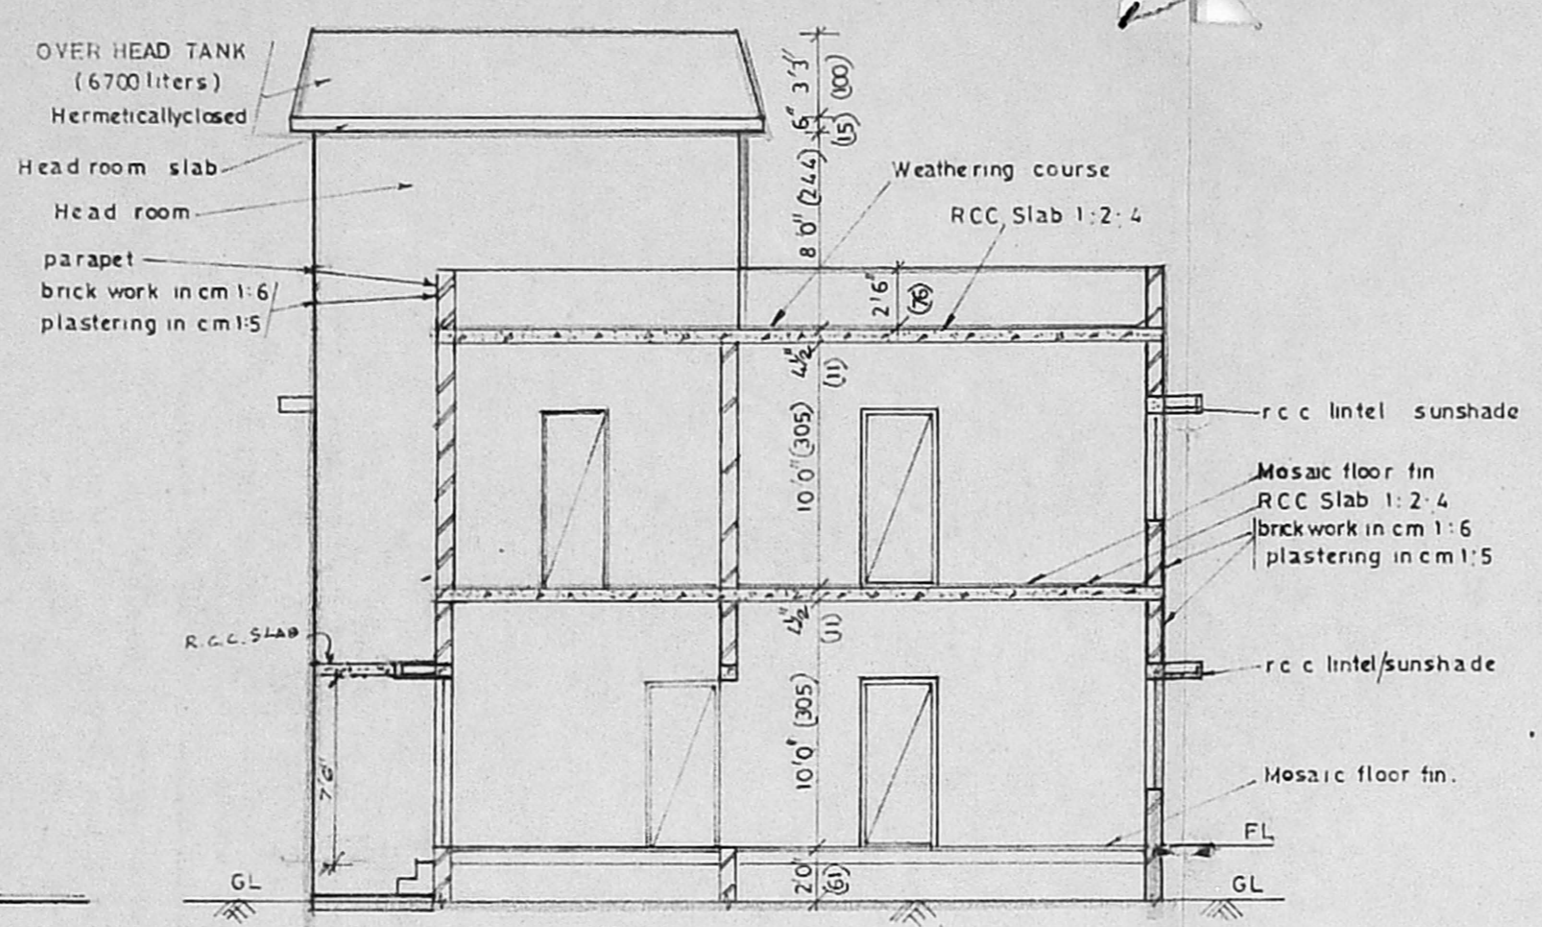 OVER HEAD TANK
(6700 liters)
Hermeticallyclosed
Head room slab
Head room
parapet
brick work in cm 1:6
plastering in cm 1:5
R.C.C. SLAB
7'6"
GL
3'3"
(100)
6"
(15)
8'0" (244)
Weathering course
RCC Slab 1:2:4
2'6"
(76)
4½"
(11)
10'0" (305)
4½"
(11)
10'0" (305)
2'0"
(61)
rcc lintel sunshade
Mosaic floor fin
RCC Slab 1:2:4
brickwork in cm 1:6
plastering in cm 1:5
rcc lintel/sunshade
Mosaic floor fin.
FL
GL